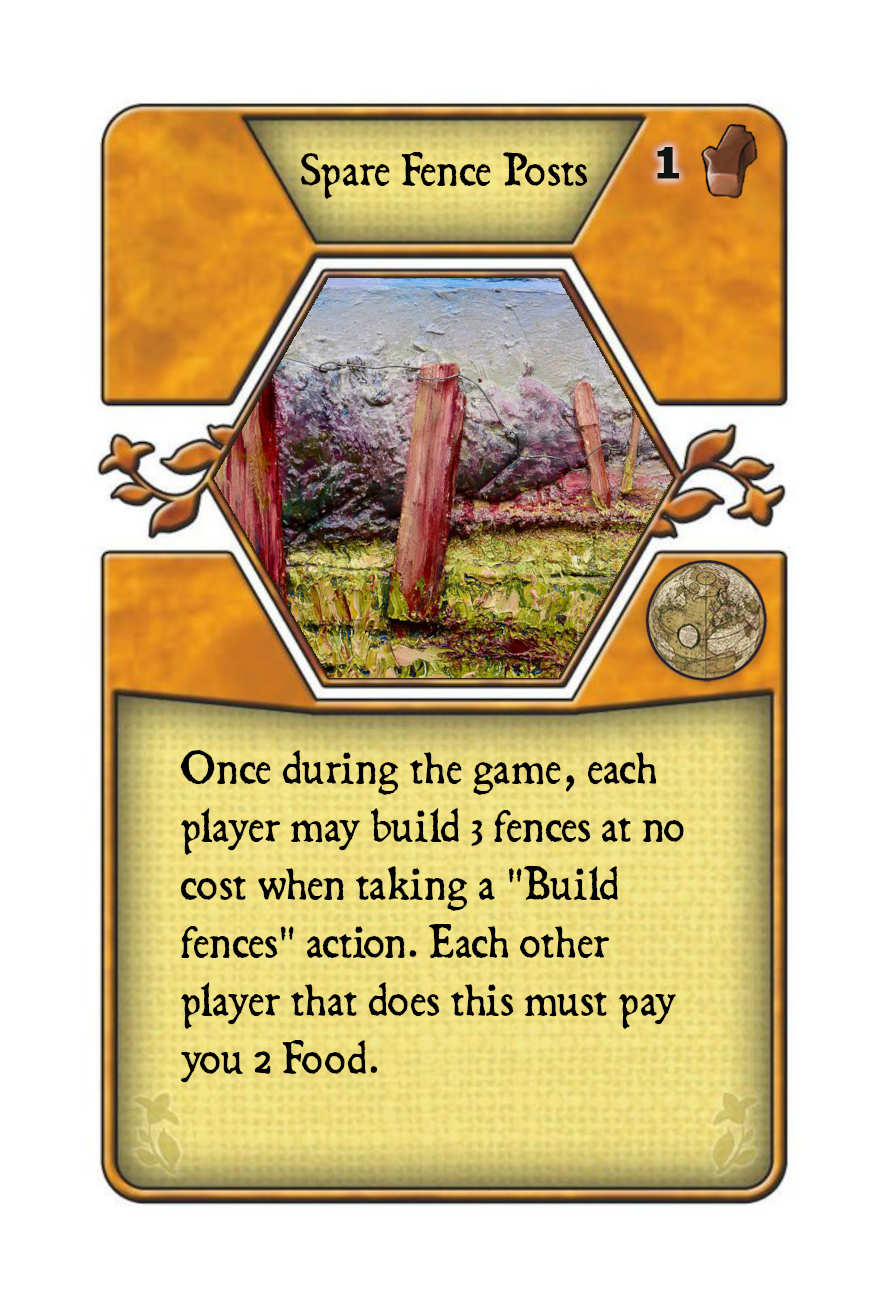 Spare Fence Posts
1
Once during the game, each
player may build 3 fences at no
cost when taking a "Build
fences" action. Each other
player that does this must pay
you 2 Food.